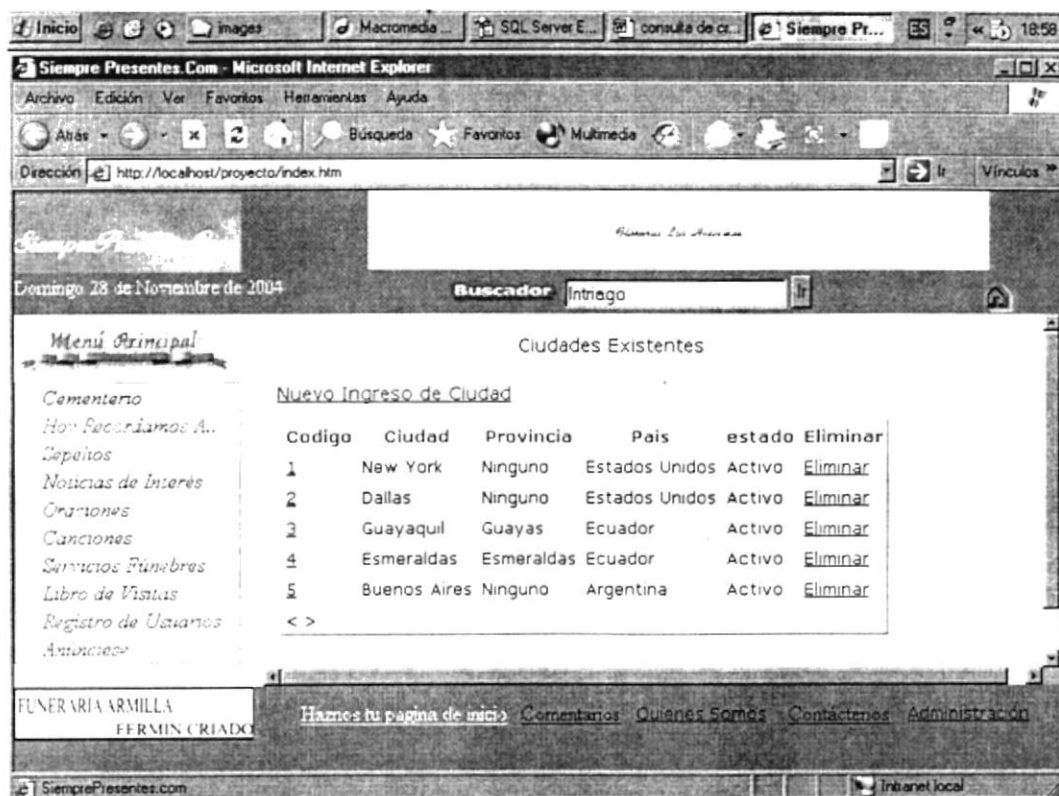 Inicio images Macromedia ... SQL Server E... consulta de cr... Siempre Pr... ES « 18:58
Siempre Presentes.Com - Microsoft Internet Explorer
Archivo Edición Ver Favoritos Herramientas Ayuda
Atrás Búsqueda Favoritos Multimedia
Dirección http://localhost/proyecto/index.htm Ir Vínculos »
Domingo 28 de Noviembre de 2004
Buscador Intriago Ir
Menú Principal
Cementerio
Hoy Recordamos A..
Sepelios
Noticias de Interés
Oraciones
Canciones
Servicios Fúnebres
Libro de Visitas
Registro de Usuarios
Anúnciese
Ciudades Existentes
Nuevo Ingreso de Ciudad
Codigo Ciudad Provincia Pais estado Eliminar
1 New York Ninguno Estados Unidos Activo Eliminar
2 Dallas Ninguno Estados Unidos Activo Eliminar
3 Guayaquil Guayas Ecuador Activo Eliminar
4 Esmeraldas Esmeraldas Ecuador Activo Eliminar
5 Buenos Aires Ninguno Argentina Activo Eliminar
< >
FUNERARIA ARMILLA
FERMIN CRIADO
Haznos tu pagina de inicio Comentarios Quienes Somos Contáctenos Administración
SiemprePresentes.com Intranet local